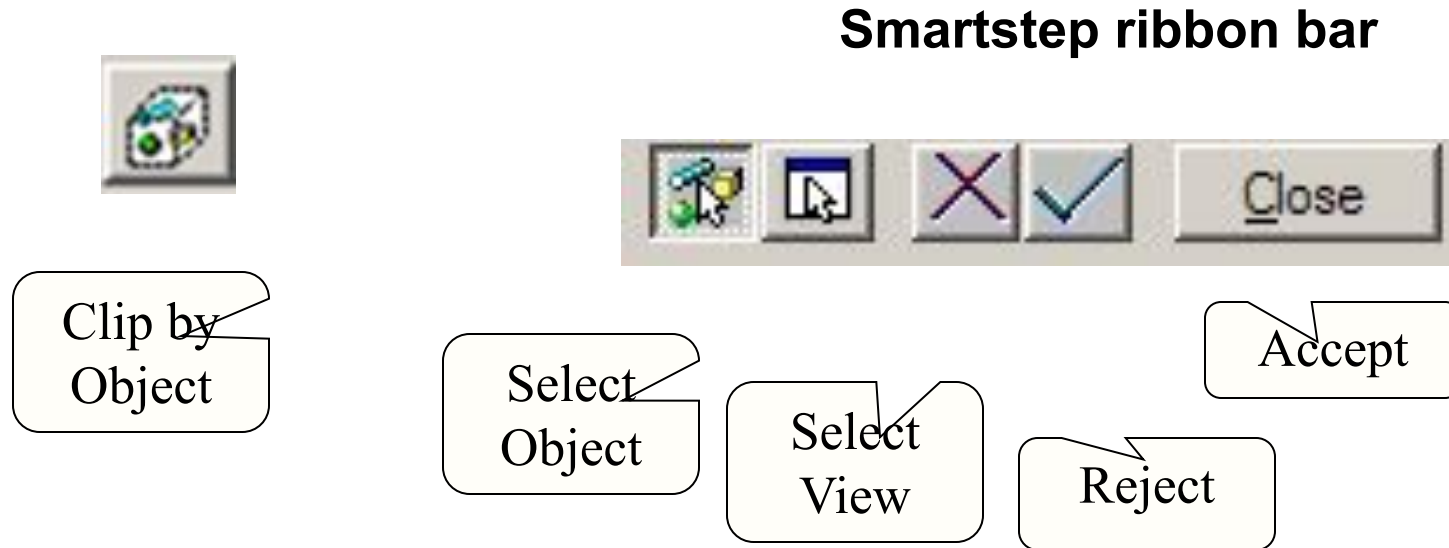 Smartstep ribbon bar
Close
Clip by
Object
Select
Object
Select
View
Reject
Accept